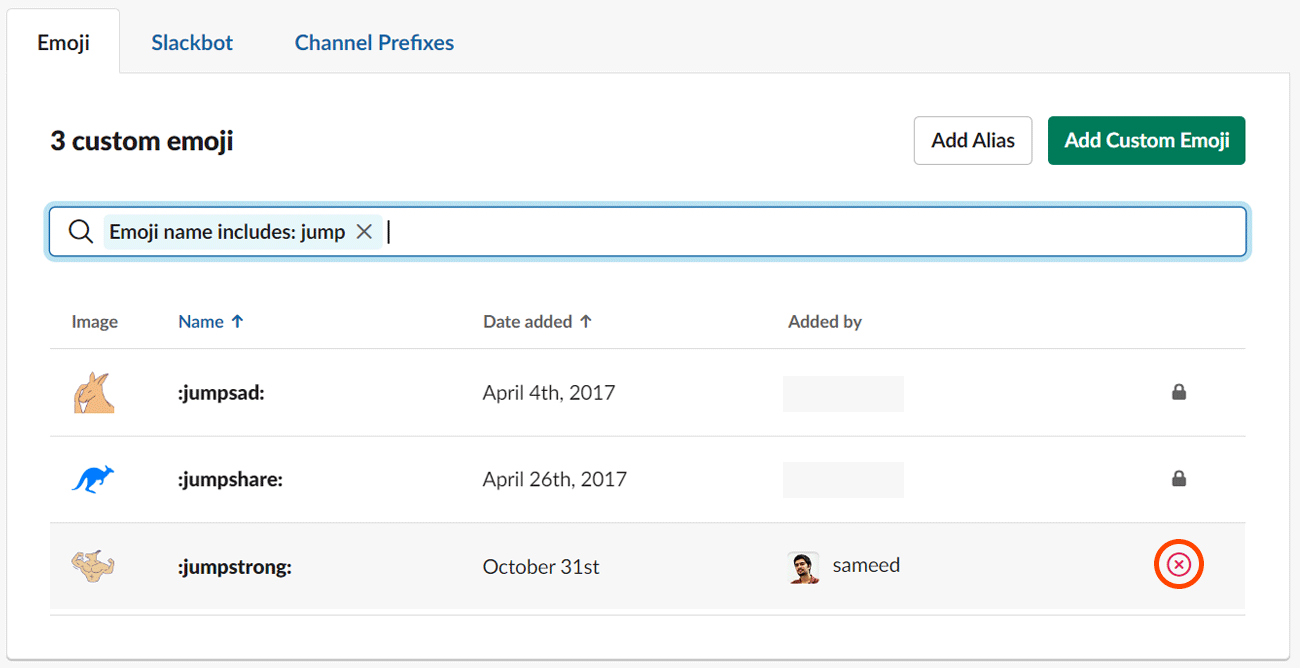 Emoji Slackbot Channel Prefixes
3 custom emoji Add Alias Add Custom Emoji
Emoji name includes: jump
Image Name Date added Added by
:jumpsad: April 4th, 2017
:jumpshare: April 26th, 2017
:jumpstrong: October 31st sameed